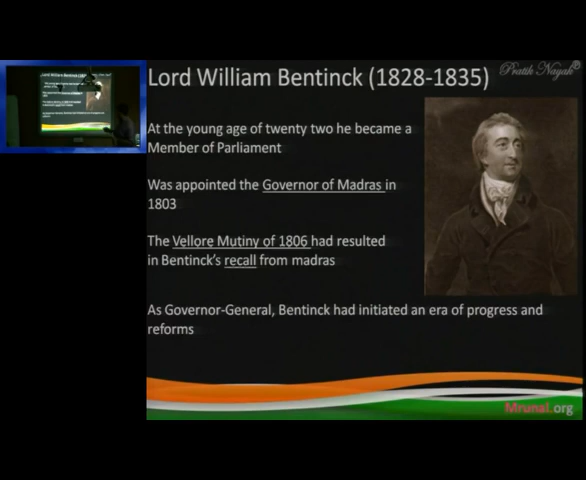 Lord William Bentinck (1828-1835)
Pratik Nayak
At the young age of twenty two he became a
Member of Parliament
Was appointed the Governor of Madras in
1803
The Vellore Mutiny of 1806 had resulted
in Bentinck's recall from madras
As Governor-General, Bentinck had initiated an era of progress and
reforms
Mrunal.org